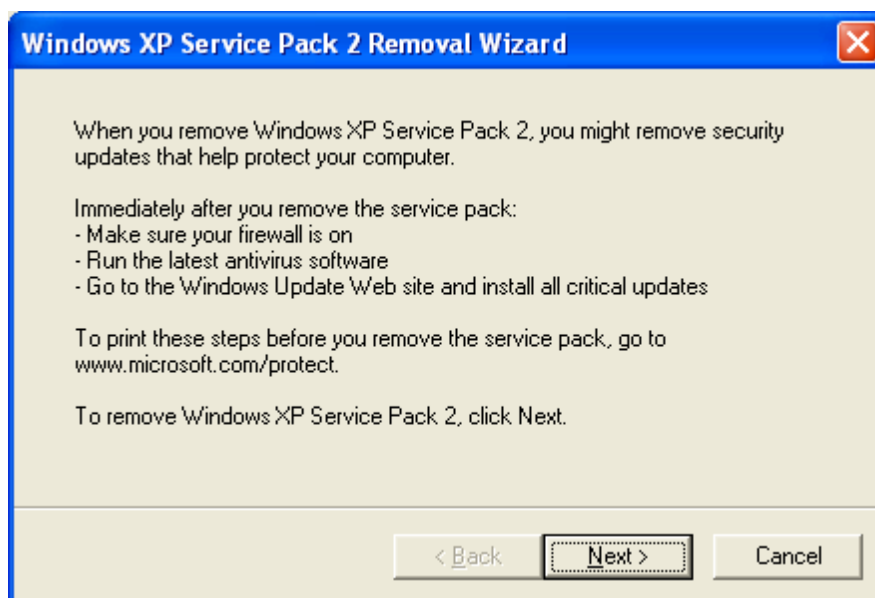 Windows XP Service Pack 2 Removal Wizard
When you remove Windows XP Service Pack 2, you might remove security
updates that help protect your computer.
Immediately after you remove the service pack:
- Make sure your firewall is on
- Run the latest antivirus software
- Go to the Windows Update Web site and install all critical updates
To print these steps before you remove the service pack, go to
www.microsoft.com/protect.
To remove Windows XP Service Pack 2, click Next.
< Back Next > Cancel